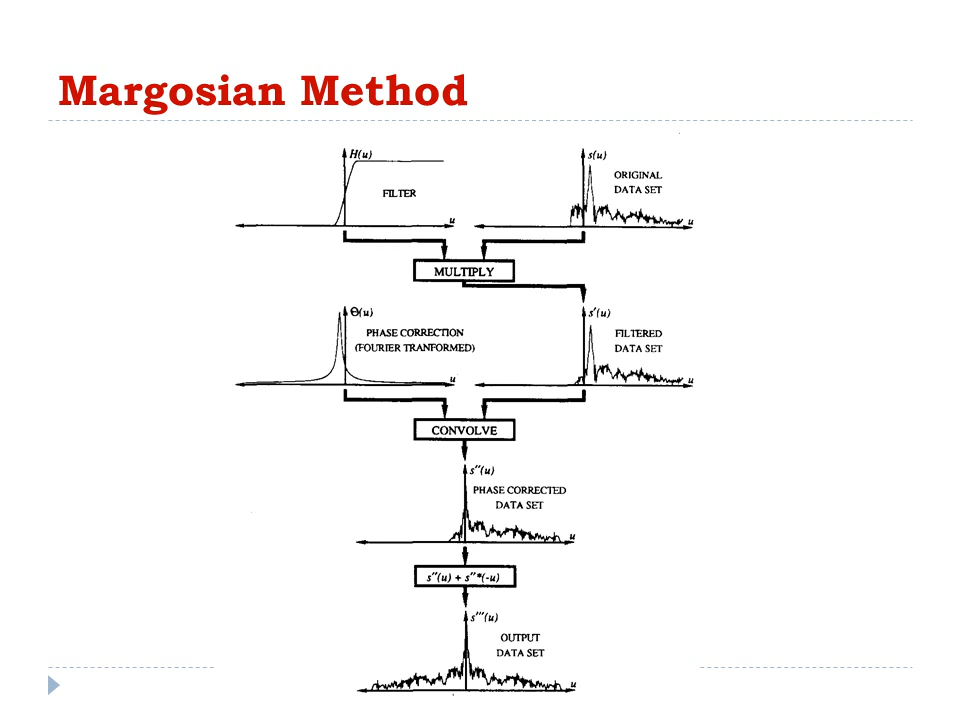 Margosian Method
H(u)
FILTER
u
s(u)
ORIGINAL
DATA SET
u
MULTIPLY
Θ(u)
PHASE CORRECTION
(FOURIER TRANFORMED)
u
s'(u)
FILTERED
DATA SET
u
CONVOLVE
s''(u)
PHASE CORRECTED
DATA SET
u
s''(u) + s''*(-u)
s'''(u)
OUTPUT
DATA SET
u